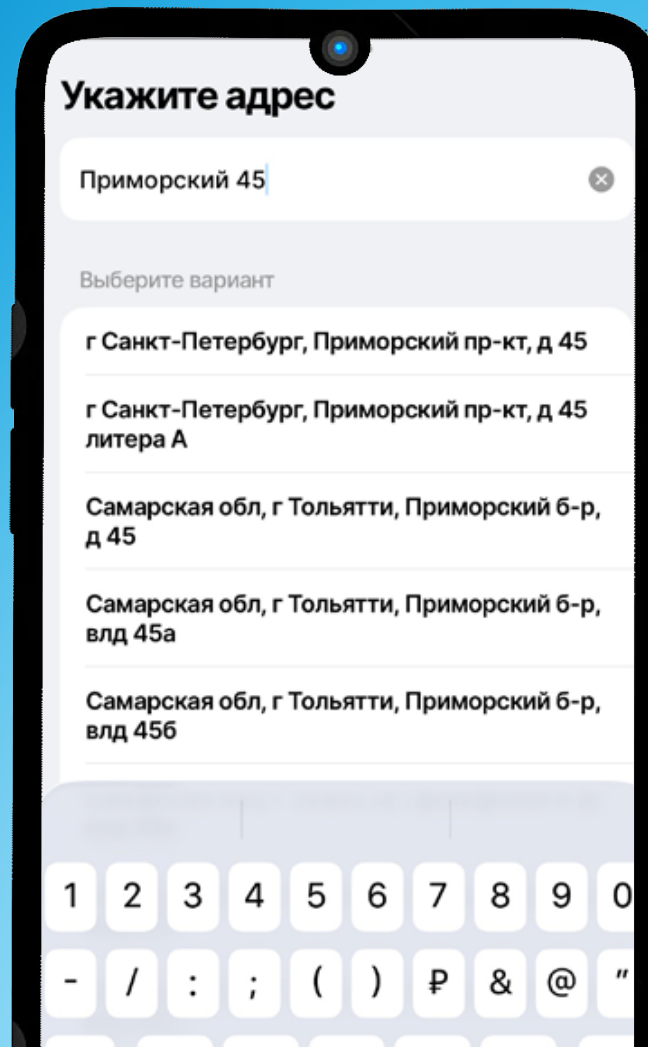 Укажите адрес
Приморский 45
Выберите вариант
г Санкт-Петербург, Приморский пр-кт, д 45
г Санкт-Петербург, Приморский пр-кт, д 45
литера А
Самарская обл, г Тольятти, Приморский б-р,
д 45
Самарская обл, г Тольятти, Приморский б-р,
влд 45а
Самарская обл, г Тольятти, Приморский б-р,
влд 45б
1 2 3 4 5 6 7 8 9 0
- / : ; ( ) ₽ & @ "